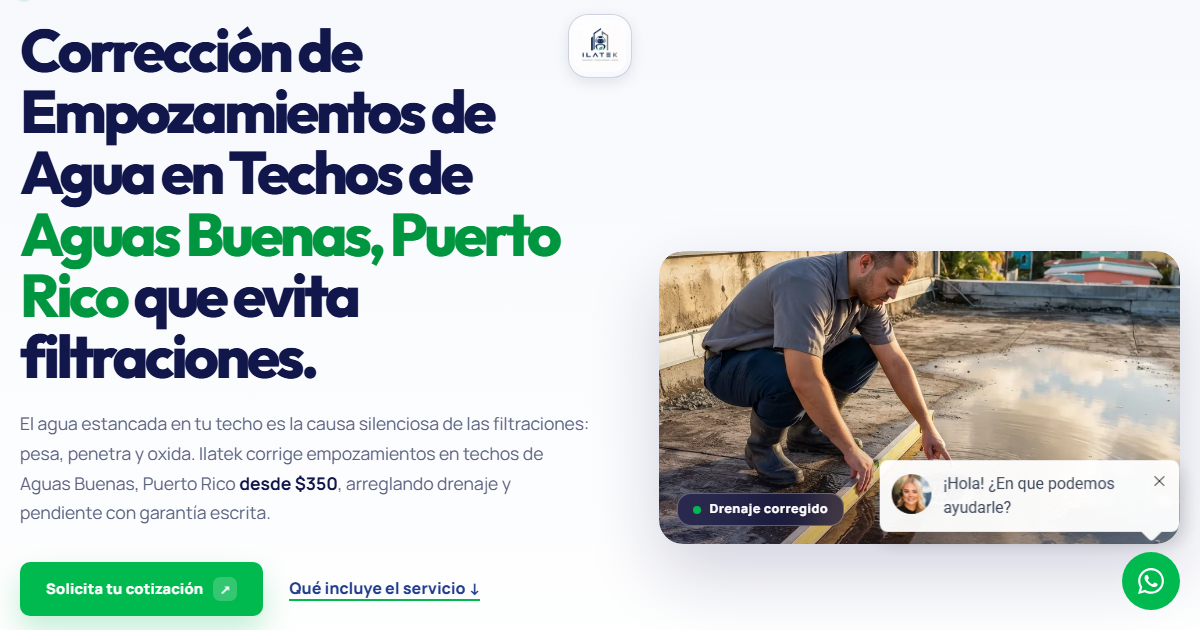 Corrección de
Empozamientos de
Agua en Techos de
Aguas Buenas, Puerto
Rico que evita
filtraciones.
El agua estancada en tu techo es la causa silenciosa de las filtraciones:
pesa, penetra y oxida. Ilatek corrige empozamientos en techos de
Aguas Buenas, Puerto Rico desde $350, arreglando drenaje y
pendiente con garantía escrita.
Solicita tu cotización ↗
Qué incluye el servicio ↓
ILATEK
Drenaje corregido
¡Hola! ¿En que podemos
ayudarle?